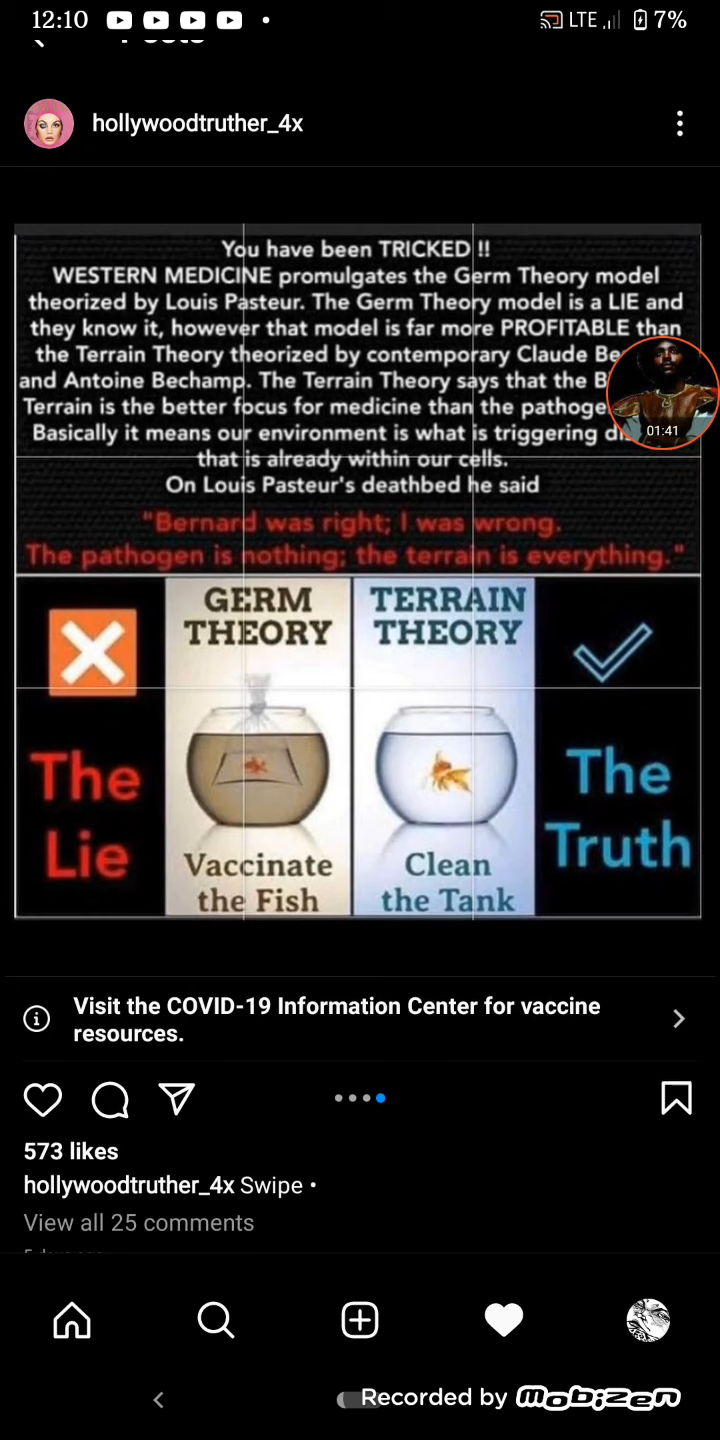 12:10
LTE
7%
hollywoodtruther_4x
You have been TRICKED !!
WESTERN MEDICINE promulgates the Germ Theory model
theorized by Louis Pasteur. The Germ Theory model is a LIE and
they know it, however that model is far more PROFITABLE than
the Terrain Theory theorized by contemporary Claude
and Antoine Bechamp. The Terrain Theory says that the
Terrain is the better focus for medicine than the
Basically it means our environment is what is triggering
that is already within our cells.
On Louis Pasteur's deathbed he said
"Bernard was right; I was wrong.
The pathogen is nothing; the terrain is everything."
GERM
THEORY
TERRAIN
THEORY
The
Lie
Vaccinate
the Fish
Clean
the Tank
The
Truth
01:41
Visit the COVID-19 Information Center for vaccine
resources.
573 likes
hollywoodtruther_4x Swipe •
View all 25 comments
Recorded by Mobizen